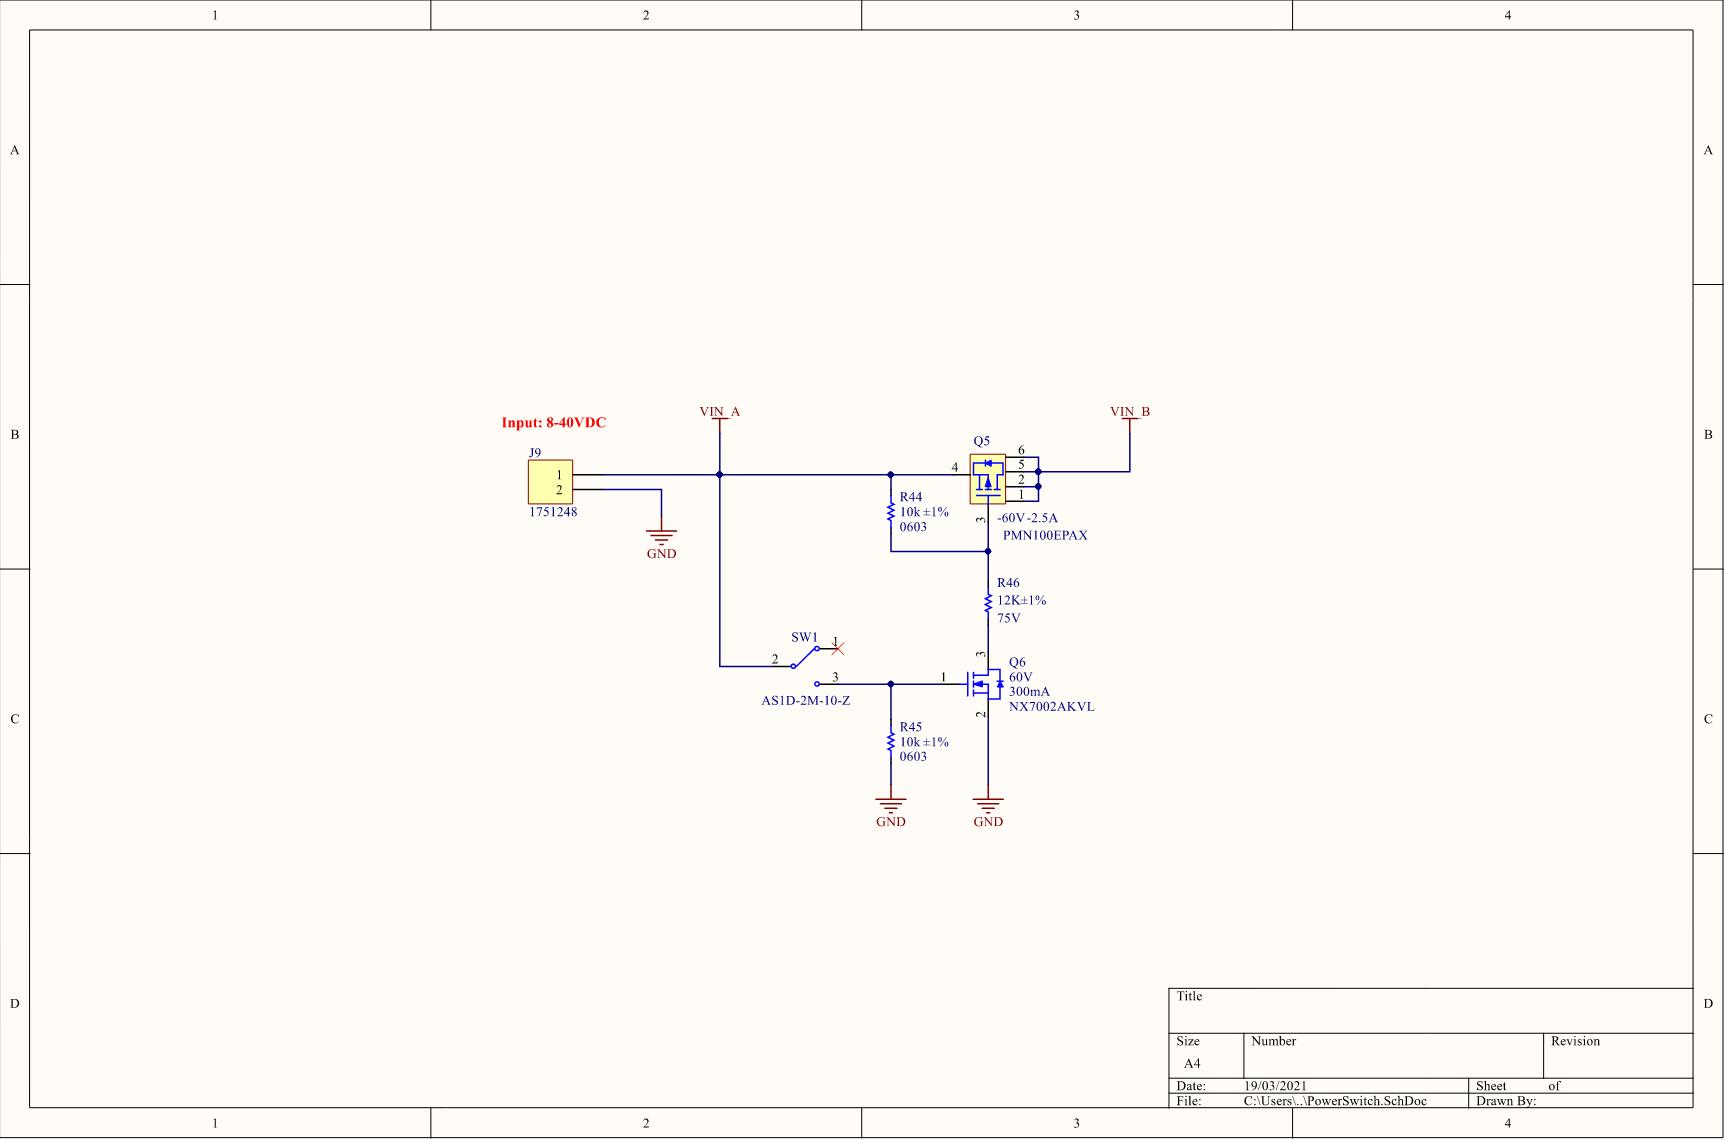 1 2 3 4
A A
VIN_A VIN_B
Input: 8-40VDC
B B
Q5
J9
1
2
1751248
4
6
5
2
1
3
R44
10k ±1%
0603
-60V -2.5A
PMN100EPAX
GND
R46
12K±1%
75V
SW1
1
2
3
AS1D-2M-10-Z
1
3
2
Q6
60V
300mA
NX7002AKVL
C C
R45
10k ±1%
0603
GND GND
D D
Title
Size Number Revision
A4
Date: 19/03/2021 Sheet of
File: C:\Users\..\PowerSwitch.SchDoc Drawn By:
1 2 3 4